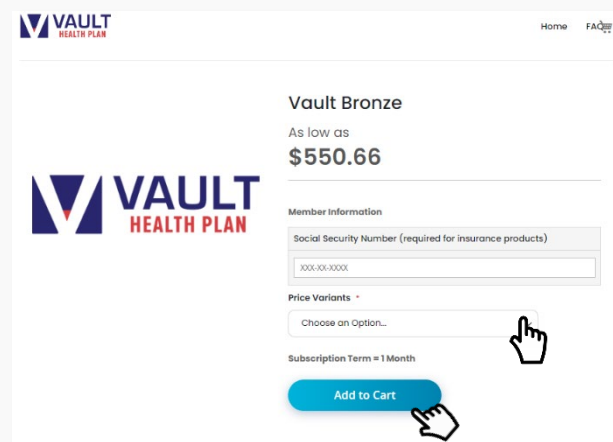 VAULT
HEALTH PLAN
Home FAQ
Vault Bronze
As low as
$550.66
VAULT
HEALTH PLAN
Member Information
Social Security Number (required for insurance products)
XXX-XX-XXXX
Price Variants *
Choose an Option...
Subscription Term = 1 Month
Add to Cart